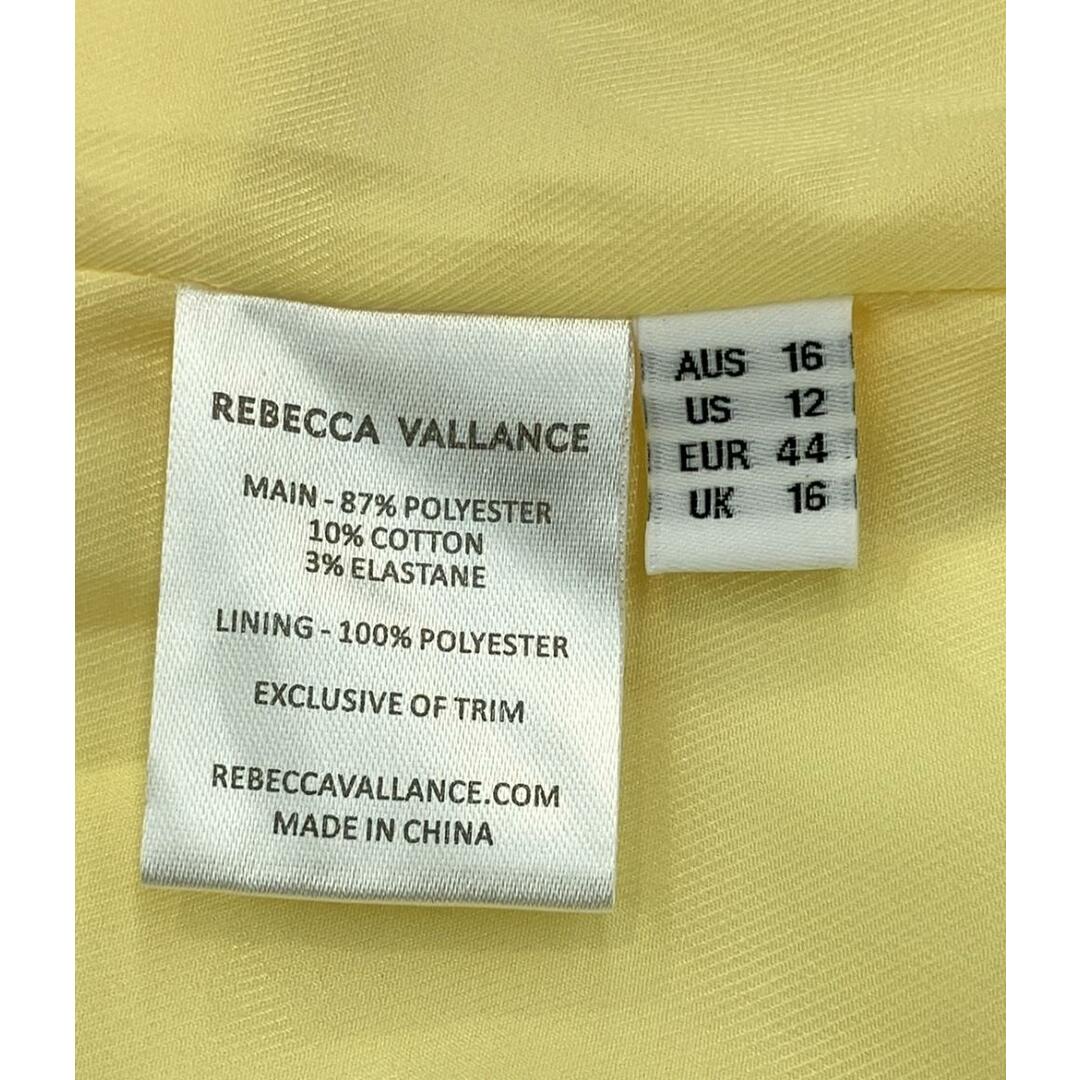 REBECCA VALLANCE
MAIN - 87% POLYESTER
10% COTTON
3% ELASTANE
LINING - 100% POLYESTER
EXCLUSIVE OF TRIM
REBECCAVALLANCE.COM
MADE IN CHINA
AUS 16
US 12
EUR 44
UK 16